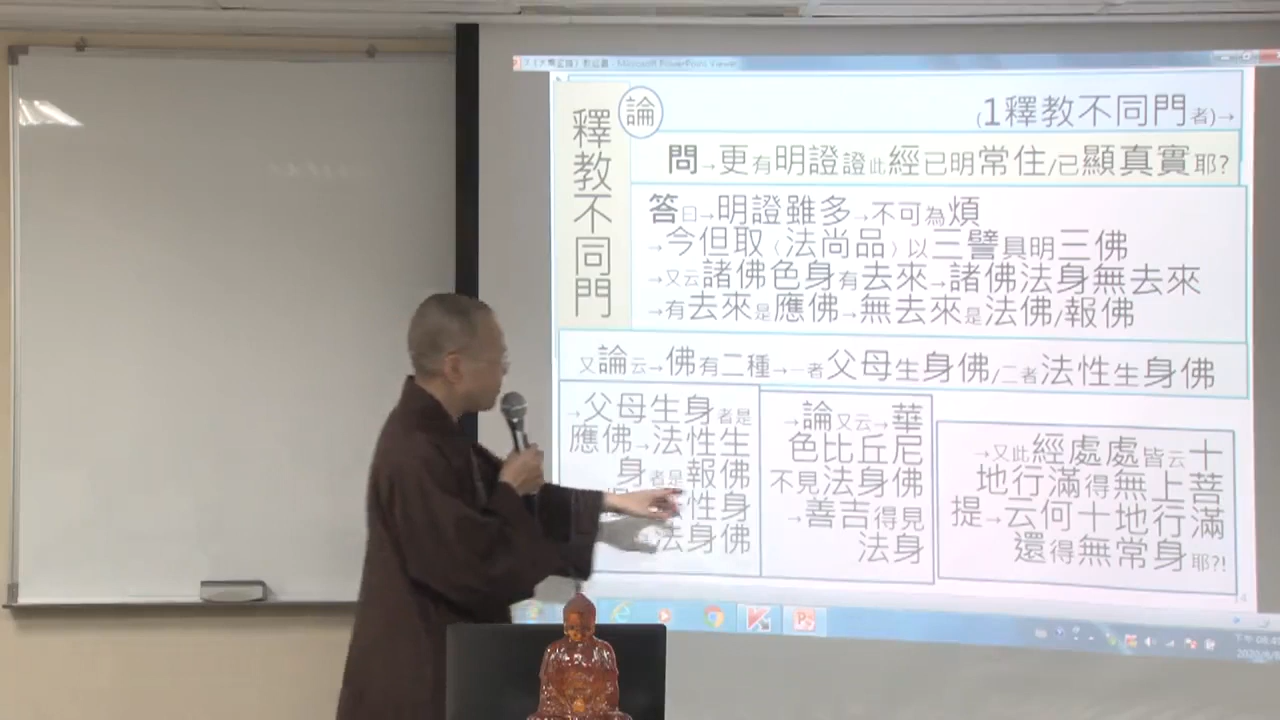 Microsoft PowerPoint Viewer
釋教不同門
論
(1釋教不同門者)→
問→更有明證證此經已明常住/已顯真實耶?
答曰→明證雖多→不可為煩
→今但取〈法尚品〉以三譬具明三佛
→又云諸佛色身有去來→諸佛法身無去來
→有去來是應佛→無去來是法佛/報佛
又論云→佛有二種→一者父母生身佛/二者法性生身佛
→父母生身者是
應佛→法性生
身者是報佛
性身
法身佛
→論又云→華
色比丘尼
不見法身佛
→善吉得見
法身
→又此經處處皆云十
地行滿得無上菩
提→云何十地行滿
還得無常身耶?!